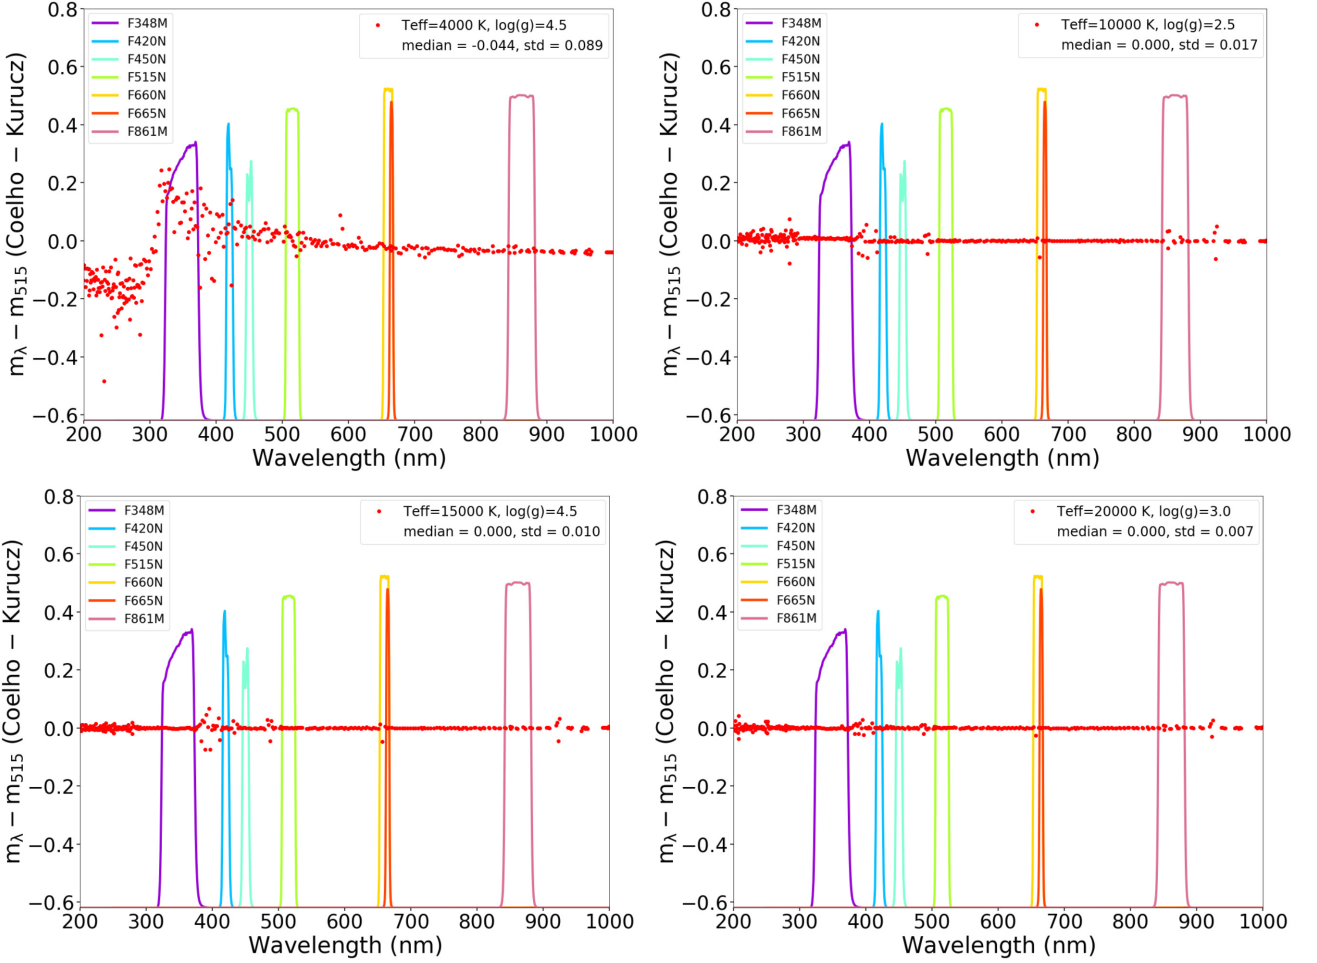 0.8
0.6
0.4
0.2
0.0
−0.2
−0.4
−0.6
m_λ − m_515 (Coelho − Kurucz)
F348M
F420N
F450N
F515N
F660N
F665N
F861M
Teff=4000 K, log(g)=4.5
median = -0.044, std = 0.089
200 300 400 500 600 700 800 900 1000
Wavelength (nm)
0.8
0.6
0.4
0.2
0.0
−0.2
−0.4
−0.6
m_λ − m_515 (Coelho − Kurucz)
F348M
F420N
F450N
F515N
F660N
F665N
F861M
Teff=10000 K, log(g)=2.5
median = 0.000, std = 0.017
200 300 400 500 600 700 800 900 1000
Wavelength (nm)
0.8
0.6
0.4
0.2
0.0
−0.2
−0.4
−0.6
m_λ − m_515 (Coelho − Kurucz)
F348M
F420N
F450N
F515N
F660N
F665N
F861M
Teff=15000 K, log(g)=4.5
median = 0.000, std = 0.010
200 300 400 500 600 700 800 900 1000
Wavelength (nm)
0.8
0.6
0.4
0.2
0.0
−0.2
−0.4
−0.6
m_λ − m_515 (Coelho − Kurucz)
F348M
F420N
F450N
F515N
F660N
F665N
F861M
Teff=20000 K, log(g)=3.0
median = 0.000, std = 0.007
200 300 400 500 600 700 800 900 1000
Wavelength (nm)